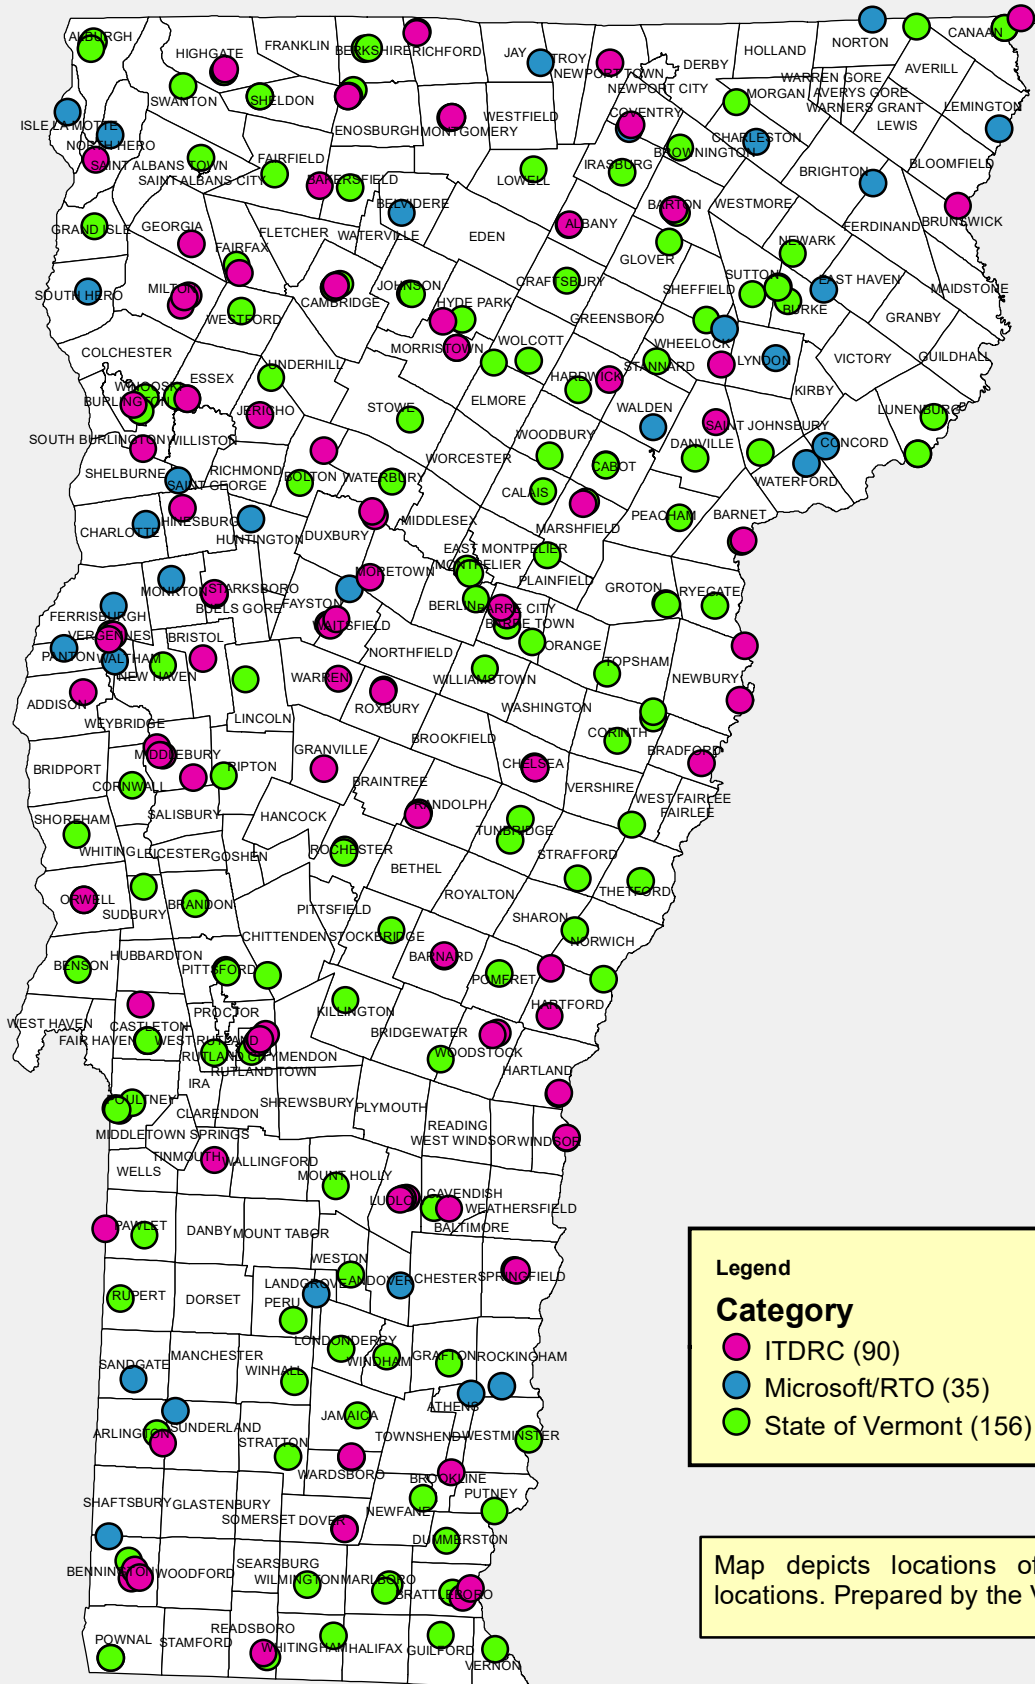 ALBURGH
HIGHGATE
FRANKLIN
BERKSHIRE
RICHFORD
JAY
TROY
NEWPORT TOWN
NEWPORT CITY
DERBY
HOLLAND
NORTON
CANAAN
AVERILL
WARREN GORE
AVERYS GORE
WARNERS GRANT
LEMINGTON
LEWIS
MORGAN
SWANTON
SHELDON
ENOSBURGH
MONTGOMERY
WESTFIELD
COVENTRY
BROWNINGTON
CHARLESTON
ISLE LA MOTTE
NORTH HERO
SAINT ALBANS TOWN
SAINT ALBANS CITY
FAIRFIELD
BAKERSFIELD
LOWELL
IRASBURG
BRIGHTON
BLOOMFIELD
GRAND ISLE
GEORGIA
FAIRFAX
FLETCHER
WATERVILLE
BELVIDERE
EDEN
ALBANY
BARTON
WESTMORE
FERDINAND
BRUNSWICK
GLOVER
NEWARK
SOUTH HERO
MILTON
WESTFORD
CAMBRIDGE
JOHNSON
HYDE PARK
CRAFTSBURY
GREENSBORO
SHEFFIELD
SUTTON
BURKE
EAST HAVEN
MAIDSTONE
GRANBY
COLCHESTER
WINOOSKI
ESSEX
UNDERHILL
MORRISTOWN
WOLCOTT
WHEELOCK
STANNARD
LYNDON
VICTORY
GUILDHALL
BURLINGTON
JERICHO
STOWE
ELMORE
HARDWICK
WALDEN
KIRBY
LUNENBURG
SOUTH BURLINGTON
WILLISTON
WOODBURY
DANVILLE
SAINT JOHNSBURY
CONCORD
SHELBURNE
SAINT GEORGE
RICHMOND
BOLTON
WATERBURY
WORCESTER
CALAIS
CABOT
WATERFORD
CHARLOTTE
HINESBURG
HUNTINGTON
DUXBURY
MIDDLESEX
MARSHFIELD
PEACHAM
BARNET
EAST MONTPELIER
MONTPELIER
PLAINFIELD
MONKTON
STARKSBORO
BUELS GORE
FAYSTON
MORETOWN
BERLIN
BARRE CITY
BARRE TOWN
GROTON
RYEGATE
FERRISBURGH
VERGENNES
PANTON
WALTHAM
NEW HAVEN
BRISTOL
WAITSFIELD
NORTHFIELD
ORANGE
TOPSHAM
NEWBURY
ADDISON
WEYBRIDGE
LINCOLN
WARREN
ROXBURY
WILLIAMSTOWN
WASHINGTON
CORINTH
BRADFORD
BRIDPORT
MIDDLEBURY
CORNWALL
RIPTON
GRANVILLE
BROOKFIELD
BRAINTREE
CHELSEA
VERSHIRE
WEST FAIRLEE
FAIRLEE
SHOREHAM
SALISBURY
HANCOCK
RANDOLPH
TUNBRIDGE
WHITING
LEICESTER
GOSHEN
ROCHESTER
BETHEL
STRAFFORD
THETFORD
ORWELL
SUDBURY
BRANDON
PITTSFIELD
ROYALTON
SHARON
NORWICH
BENSON
HUBBARDTON
PITTSFORD
CHITTENDEN
STOCKBRIDGE
BARNARD
POMFRET
HARTFORD
WEST HAVEN
FAIR HAVEN
CASTLETON
PROCTOR
WEST RUTLAND
RUTLAND CITY
RUTLAND TOWN
MENDON
KILLINGTON
BRIDGEWATER
WOODSTOCK
HARTLAND
IRA
POULTNEY
CLARENDON
SHREWSBURY
PLYMOUTH
READING
WEST WINDSOR
WINDSOR
MIDDLETOWN SPRINGS
TINMOUTH
WALLINGFORD
WELLS
MOUNT HOLLY
LUDLOW
CAVENDISH
WEATHERSFIELD
BALTIMORE
PAWLET
DANBY
MOUNT TABOR
WESTON
ANDOVER
CHESTER
SPRINGFIELD
RUPERT
DORSET
LANDGROVE
PERU
LONDONDERRY
WINDHAM
GRAFTON
ROCKINGHAM
SANDGATE
MANCHESTER
WINHALL
ATHENS
ARLINGTON
SUNDERLAND
STRATTON
JAMAICA
TOWNSHEND
WESTMINSTER
WARDSBORO
BROOKLINE
PUTNEY
SHAFTSBURY
GLASTENBURY
SOMERSET
DOVER
NEWFANE
DUMMERSTON
BENNINGTON
WOODFORD
SEARSBURG
WILMINGTON
MARLBORO
BRATTLEBORO
POWNAL
STAMFORD
READSBORO
WHITINGHAM
HALIFAX
GUILFORD
VERNON
Legend
Category
ITDRC (90)
Microsoft/RTO (35)
State of Vermont (156)
Map depicts locations of
locations. Prepared by the V